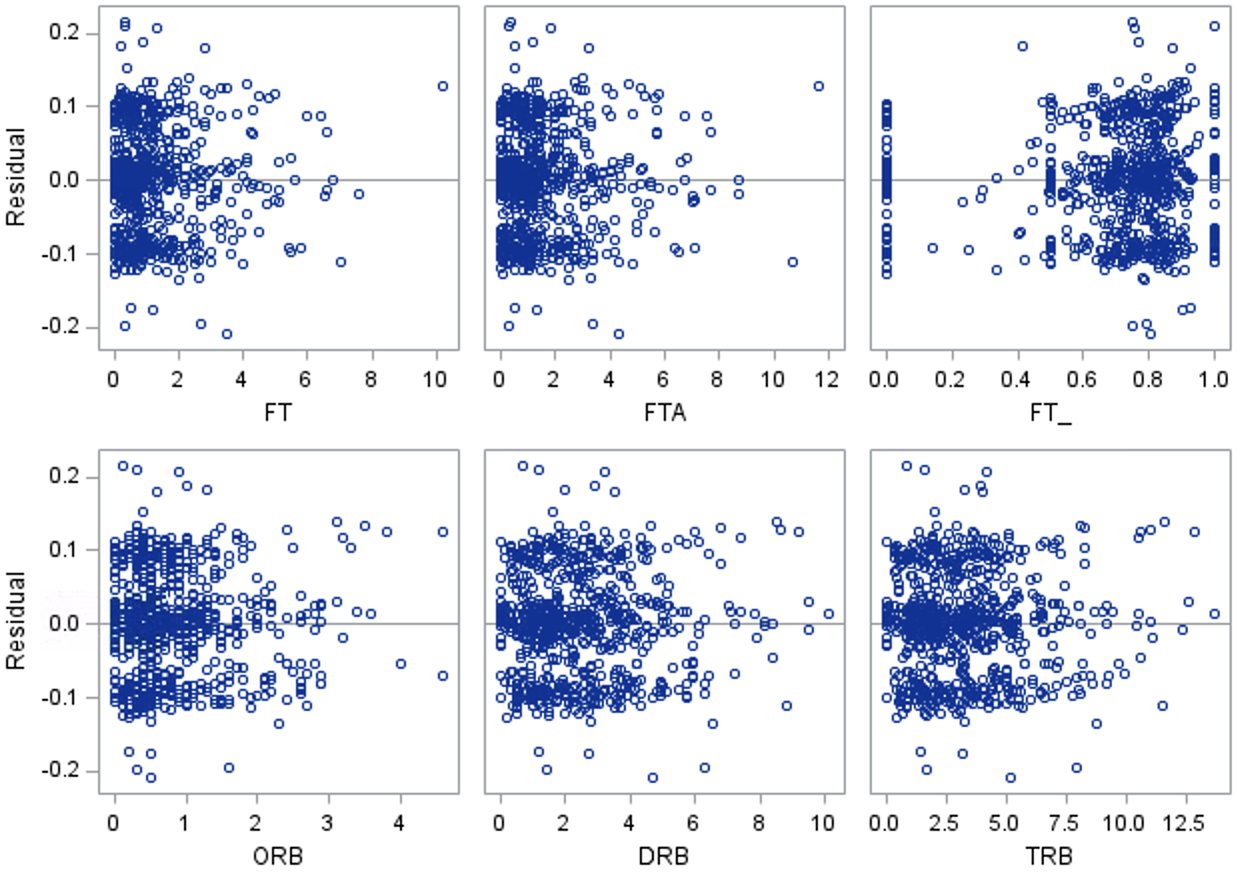 Residual
0.2
0.1
0.0
-0.1
-0.2
0 2 4 6 8 10
FT
0 2 4 6 8 10 12
FTA
0.0 0.2 0.4 0.6 0.8 1.0
FT_
Residual
0.2
0.1
0.0
-0.1
-0.2
0 1 2 3 4
ORB
0 2 4 6 8 10
DRB
0.0 2.5 5.0 7.5 10.0 12.5
TRB